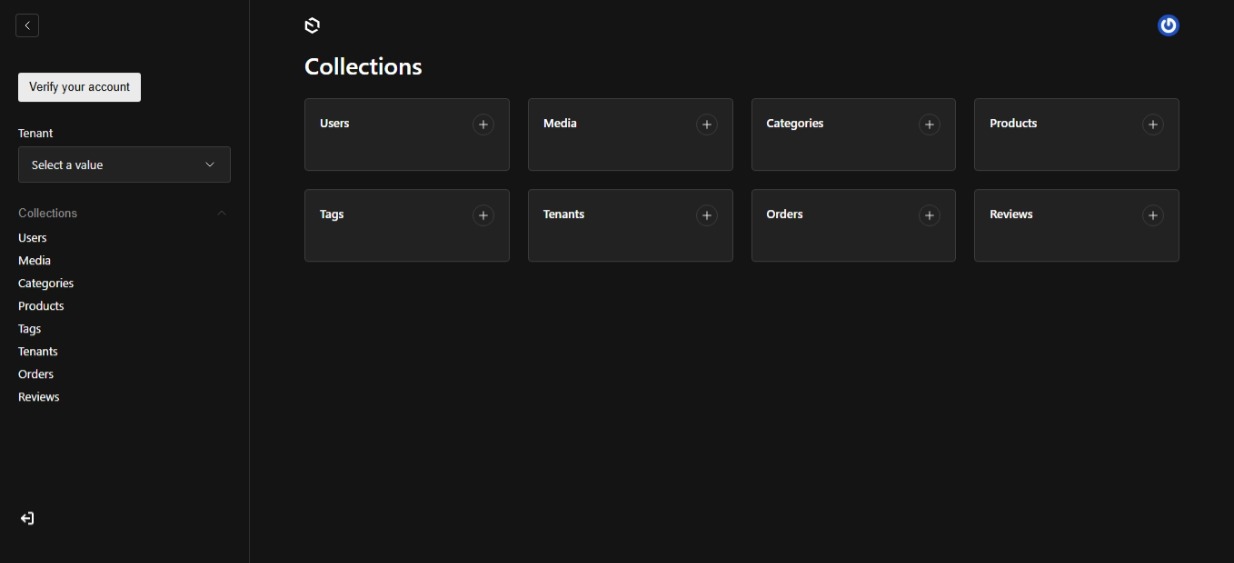 Verify your account
Tenant
Select a value
Collections
Users
Media
Categories
Products
Tags
Tenants
Orders
Reviews
Collections
Users
Media
Categories
Products
Tags
Tenants
Orders
Reviews